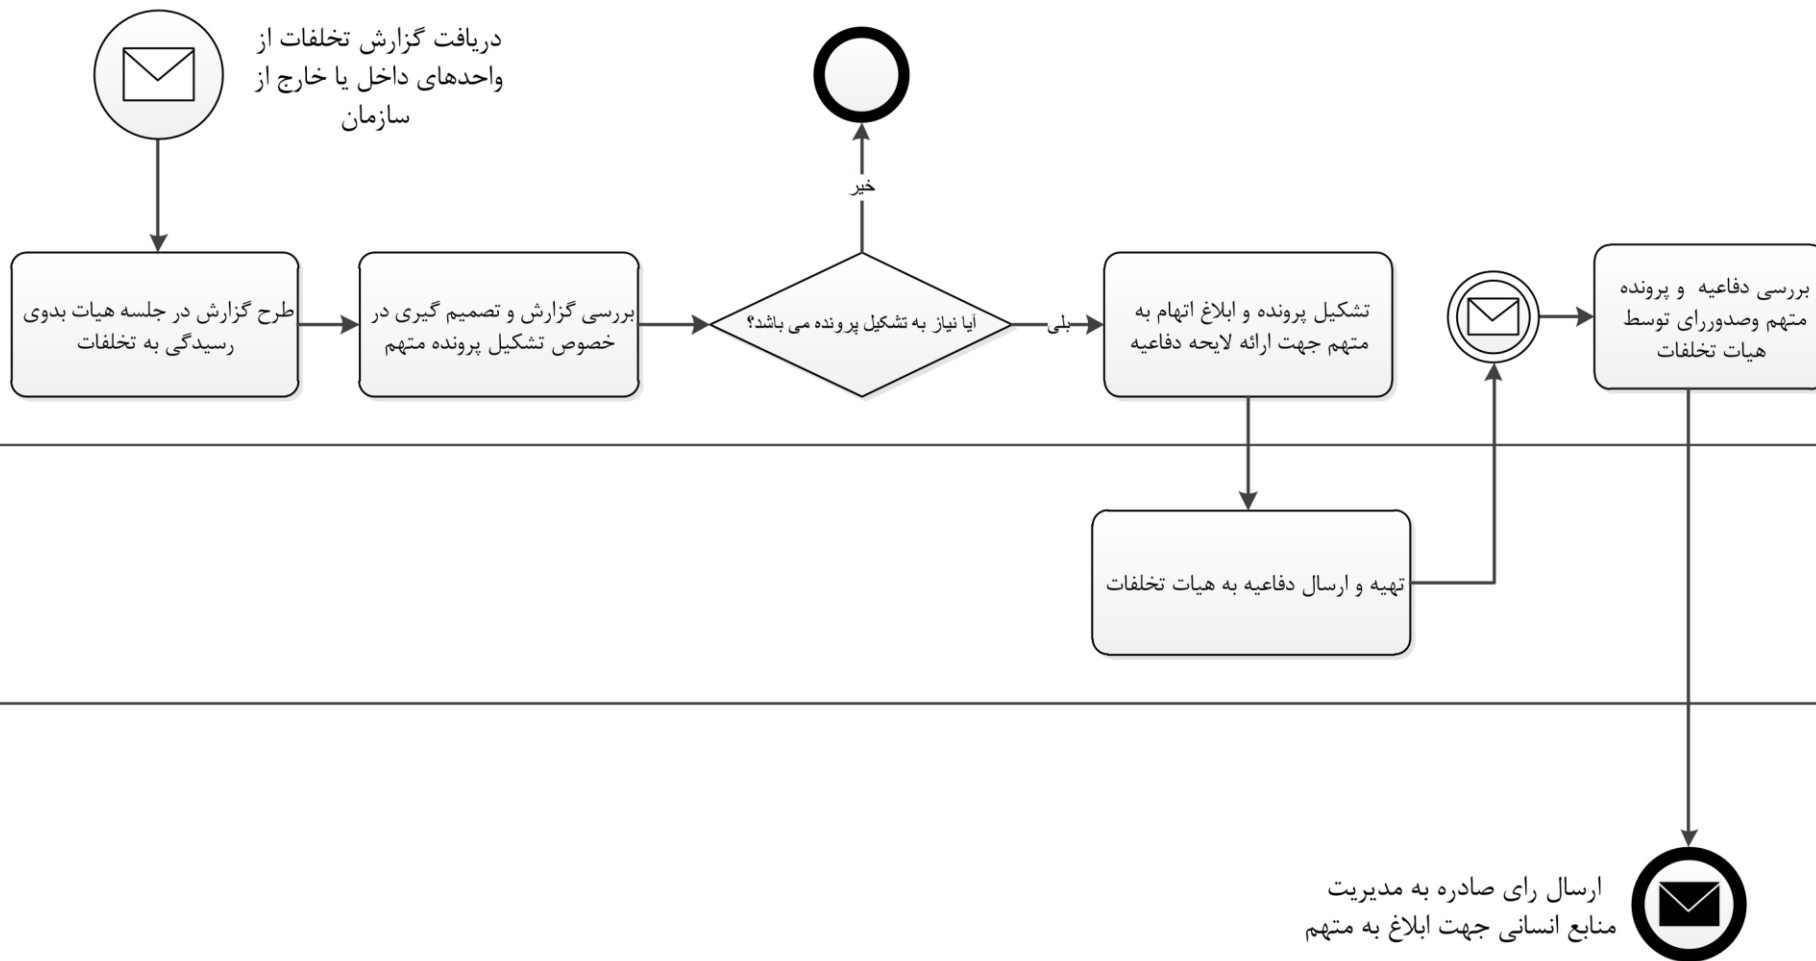 دریافت گزارش تخلفات از
واحدهای داخل یا خارج از
سازمان
طرح گزارش در جلسه هیات بدوی
رسیدگی به تخلفات
بررسی گزارش و تصمیم گیری در
خصوص تشکیل پرونده متهم
آیا نیاز به تشکیل پرونده می باشد؟
خیر
بلی
تشکیل پرونده و ابلاغ اتهام به
متهم جهت ارائه لایحه دفاعیه
تهیه و ارسال دفاعیه به هیات تخلفات
بررسی دفاعیه و پرونده
متهم وصدوررای توسط
هیات تخلفات
ارسال رای صادره به مدیریت
منابع انسانی جهت ابلاغ به متهم